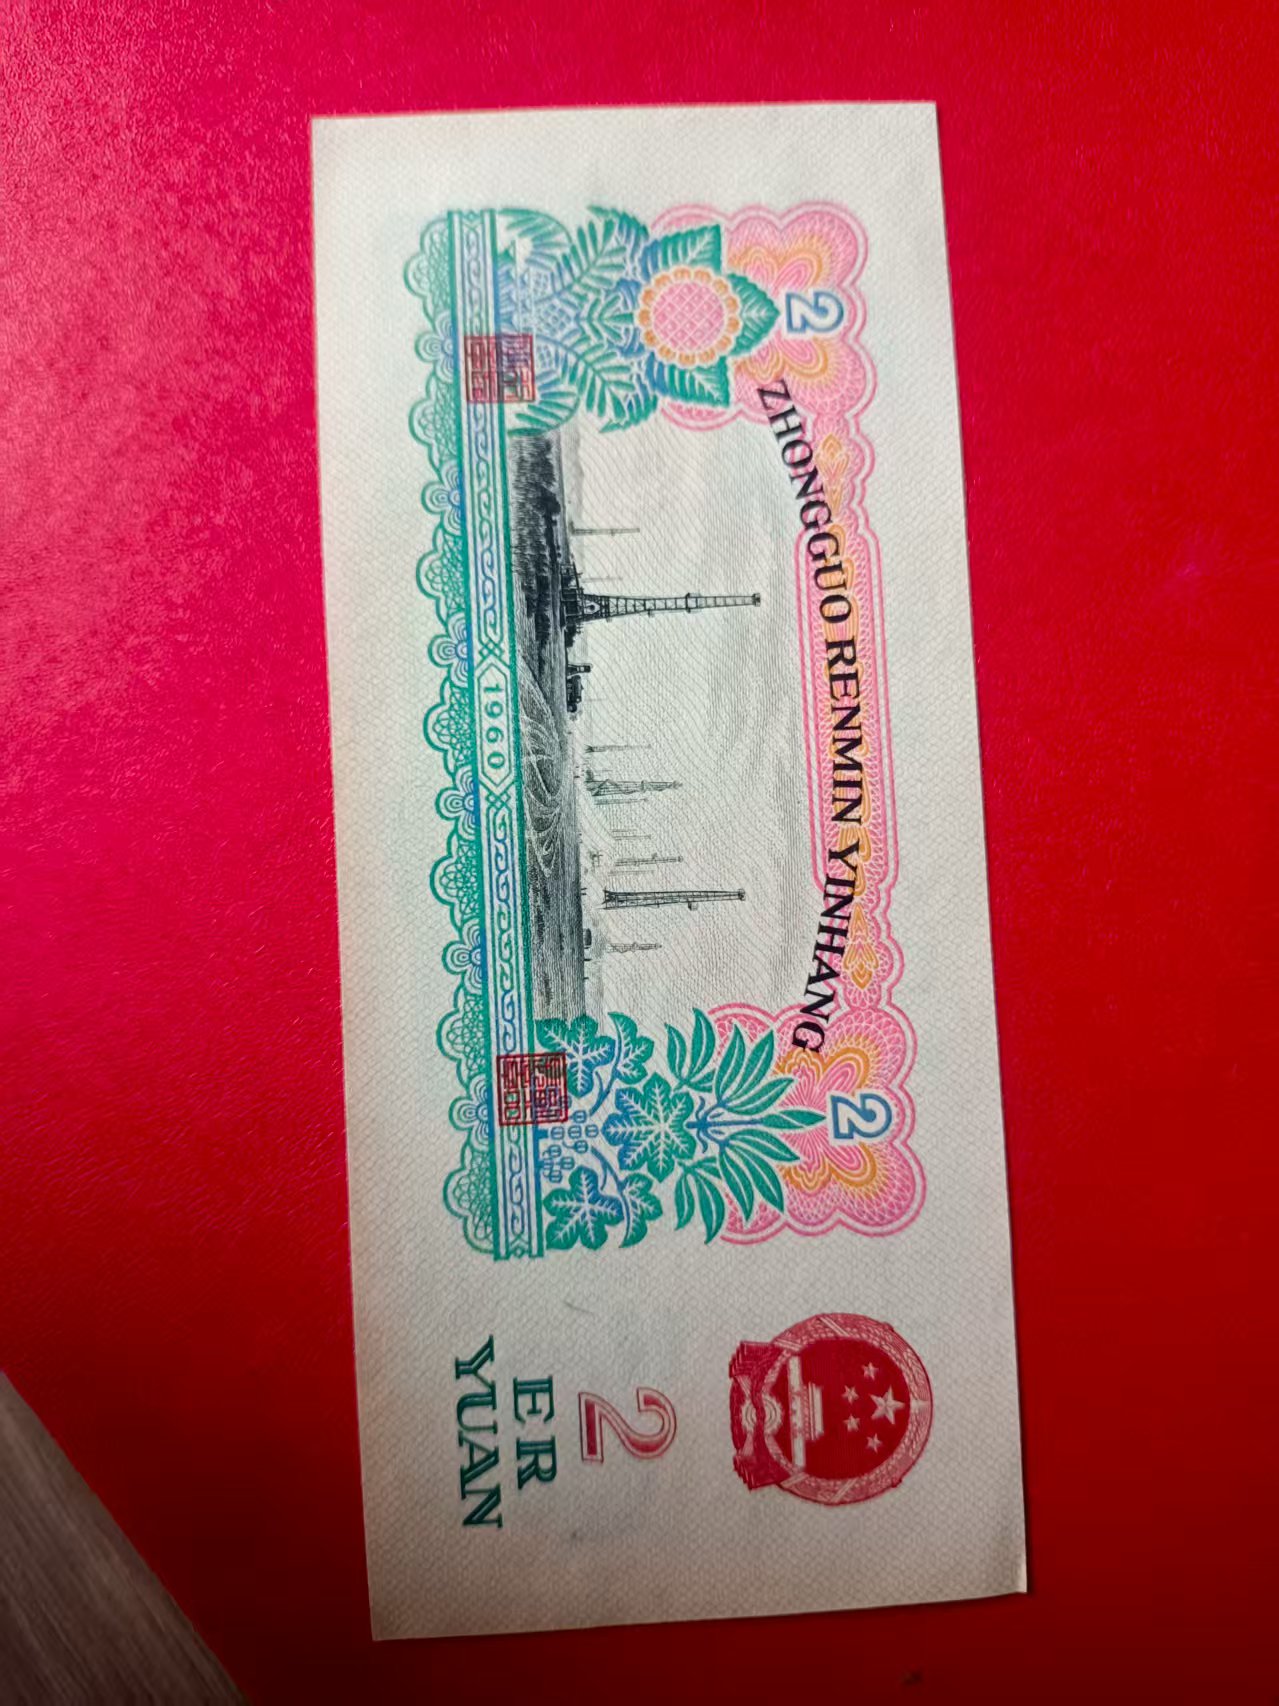 ZHONGGUO RENMIN YINHANG
2
2
1960
2
ER
YUAN